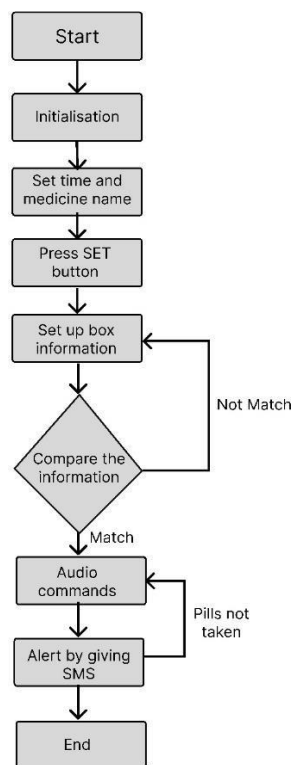 Start
Initialisation
Set time and
medicine name
Press SET
button
Set up box
information
Not Match
Compare the
information
Match
Audio
commands
Pills not
taken
Alert by giving
SMS
End